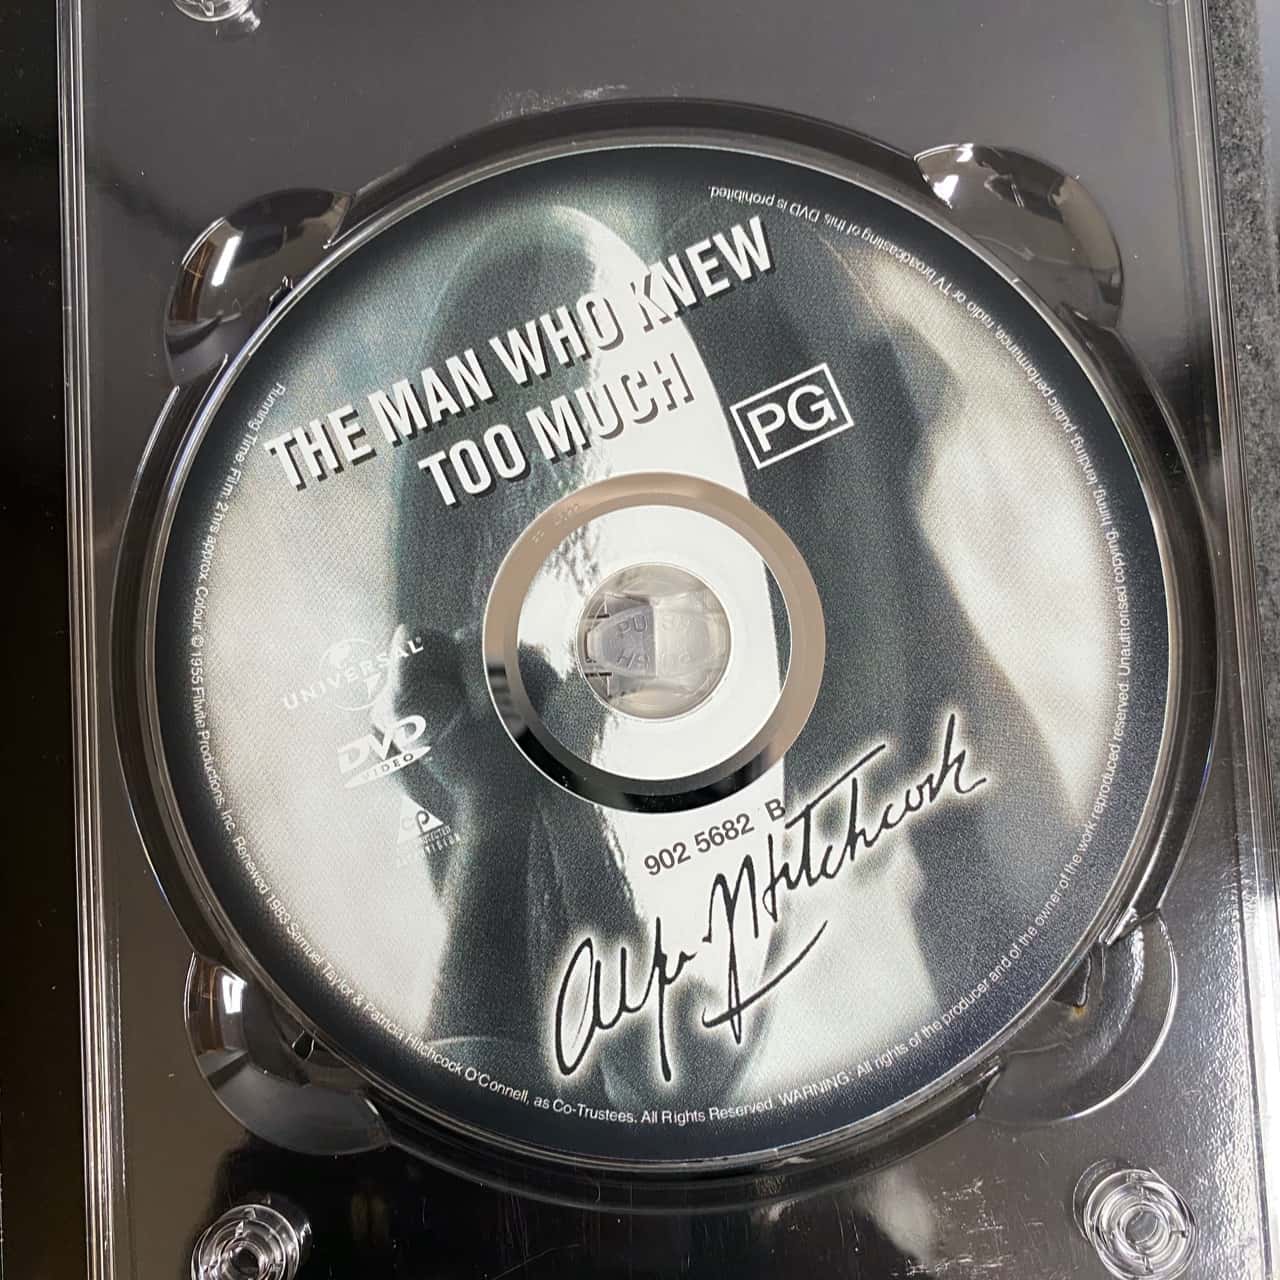 THE MAN WHO KNEW
TOO MUCH
PG
UNIVERSAL
DVD
VIDEO
902 5682 B
Alfred Hitchcock
Running Time Film 2 hrs approx. Colour. © 1955 Filwite Productions, Inc. Renewed 1983 Samuel Taylor & Patricia Hitchcock O'Connell, as Co-Trustees. All Rights Reserved. WARNING: All rights of the producer and of the owner of the work reproduced reserved. Unauthorised copying, hiring, lending, public performance, radio or TV broadcasting of this DVD is prohibited.